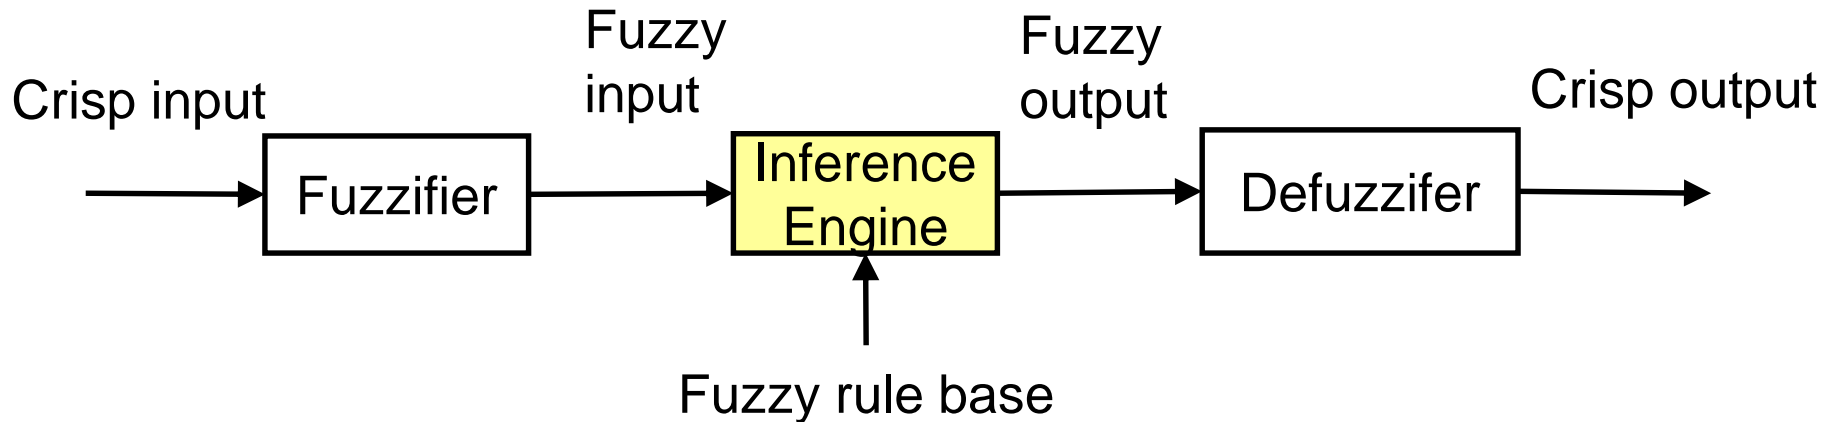 Crisp input
Fuzzifier
Fuzzy
input
Inference
Engine
Fuzzy
output
Defuzzifer
Crisp output
Fuzzy rule base